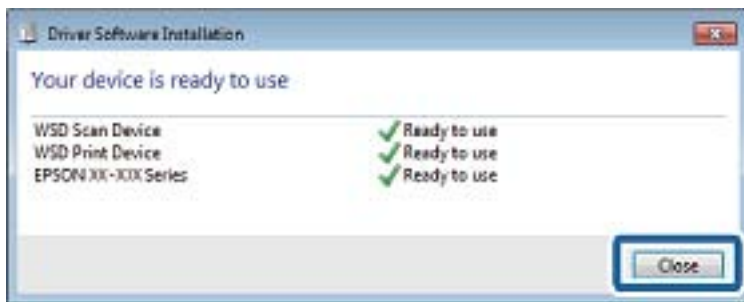 Driver Software Installation
Your device is ready to use
WSD Scan Device Ready to use
WSD Print Device Ready to use
EPSON XX-XXX Series Ready to use
Close